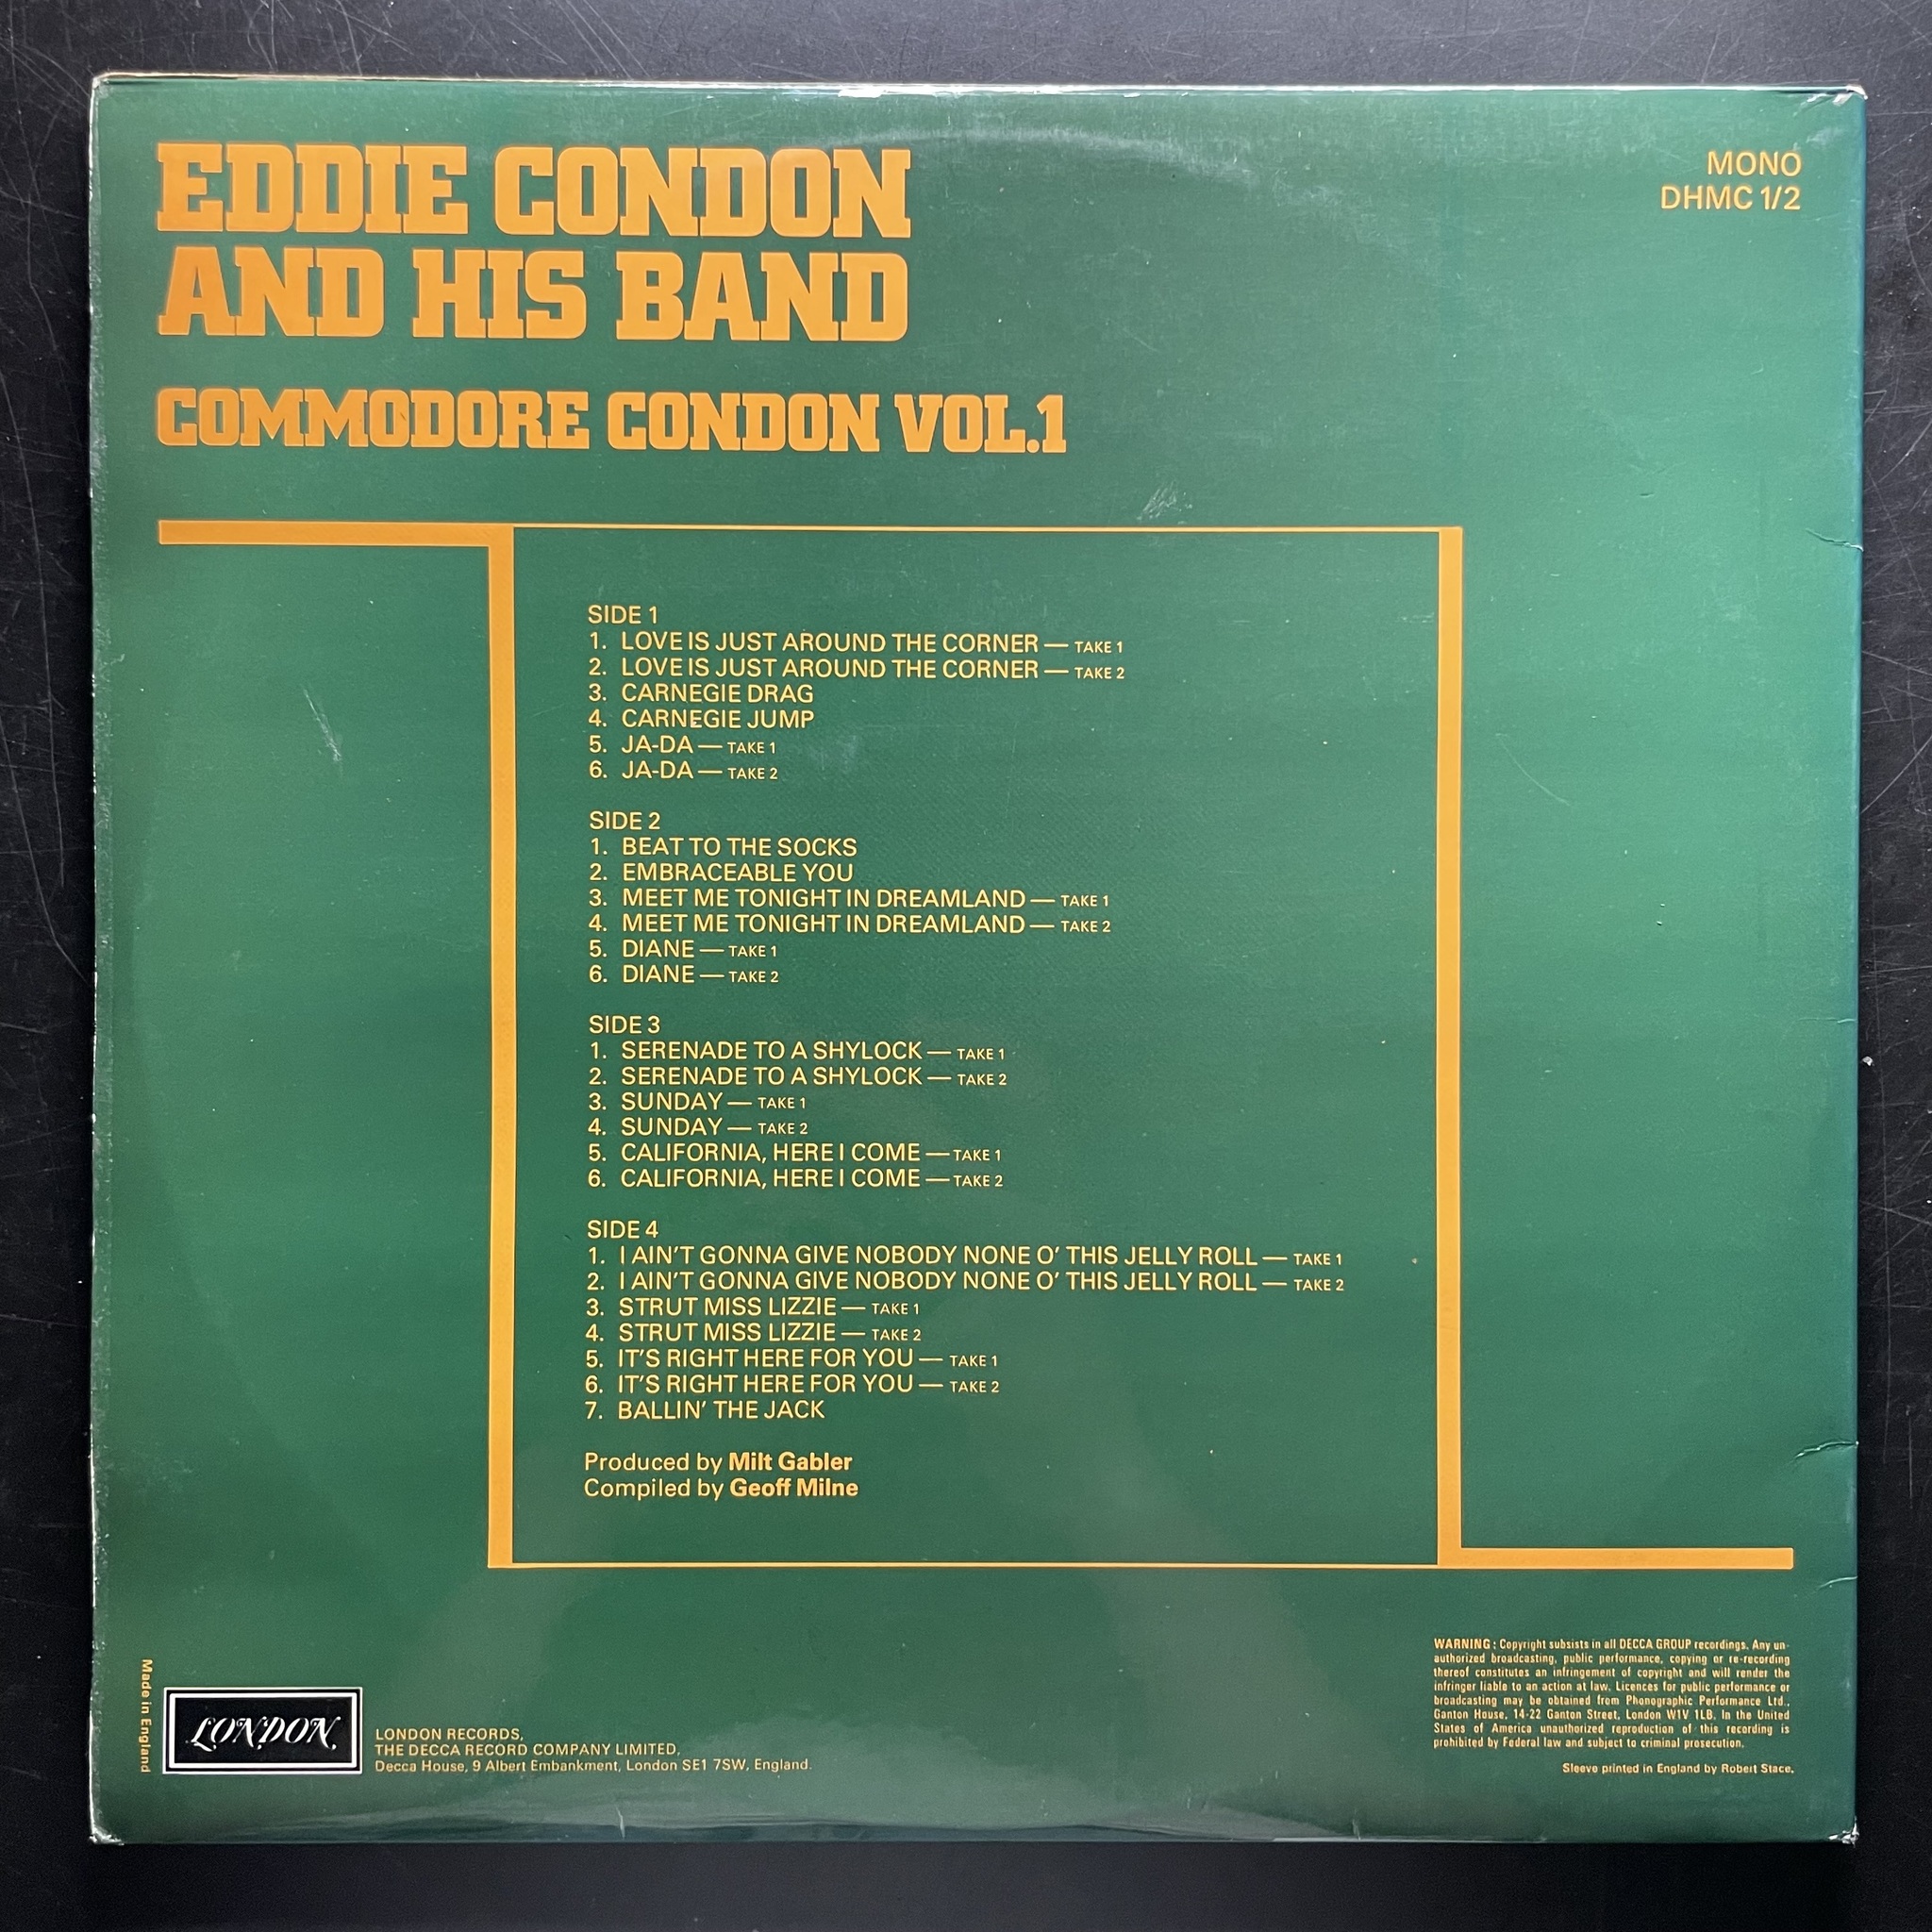 EDDIE CONDON
AND HIS BAND
COMMODORE CONDON VOL.1
MONO
DHMC 1/2
SIDE 1
1. LOVE IS JUST AROUND THE CORNER — TAKE 1
2. LOVE IS JUST AROUND THE CORNER — TAKE 2
3. CARNEGIE DRAG
4. CARNEGIE JUMP
5. JA-DA — TAKE 1
6. JA-DA — TAKE 2
SIDE 2
1. BEAT TO THE SOCKS
2. EMBRACEABLE YOU
3. MEET ME TONIGHT IN DREAMLAND — TAKE 1
4. MEET ME TONIGHT IN DREAMLAND — TAKE 2
5. DIANE — TAKE 1
6. DIANE — TAKE 2
SIDE 3
1. SERENADE TO A SHYLOCK — TAKE 1
2. SERENADE TO A SHYLOCK — TAKE 2
3. SUNDAY — TAKE 1
4. SUNDAY — TAKE 2
5. CALIFORNIA, HERE I COME — TAKE 1
6. CALIFORNIA, HERE I COME — TAKE 2
SIDE 4
1. I AIN'T GONNA GIVE NOBODY NONE O' THIS JELLY ROLL — TAKE 1
2. I AIN'T GONNA GIVE NOBODY NONE O' THIS JELLY ROLL — TAKE 2
3. STRUT MISS LIZZIE — TAKE 1
4. STRUT MISS LIZZIE — TAKE 2
5. IT'S RIGHT HERE FOR YOU — TAKE 1
6. IT'S RIGHT HERE FOR YOU — TAKE 2
7. BALLIN' THE JACK
Produced by Milt Gabler
Compiled by Geoff Milne
Made in England
LONDON
LONDON RECORDS,
THE DECCA RECORD COMPANY LIMITED,
Decca House, 9 Albert Embankment, London SE1 7SW, England.
WARNING : Copyright subsists in all DECCA GROUP recordings. Any un-
authorized broadcasting, public performance, copying or re-recording
thereof constitutes an infringement of copyright and will render the
infringer liable to an action at law. Licences for public performance or
broadcasting may be obtained from Phonographic Performance Ltd.,
Ganton House, 14-22 Ganton Street, London W1V 1LB. In the United
States of America unauthorized reproduction of this recording is
prohibited by Federal law and subject to criminal prosecution.
Sleeve printed in England by Robert Stace.